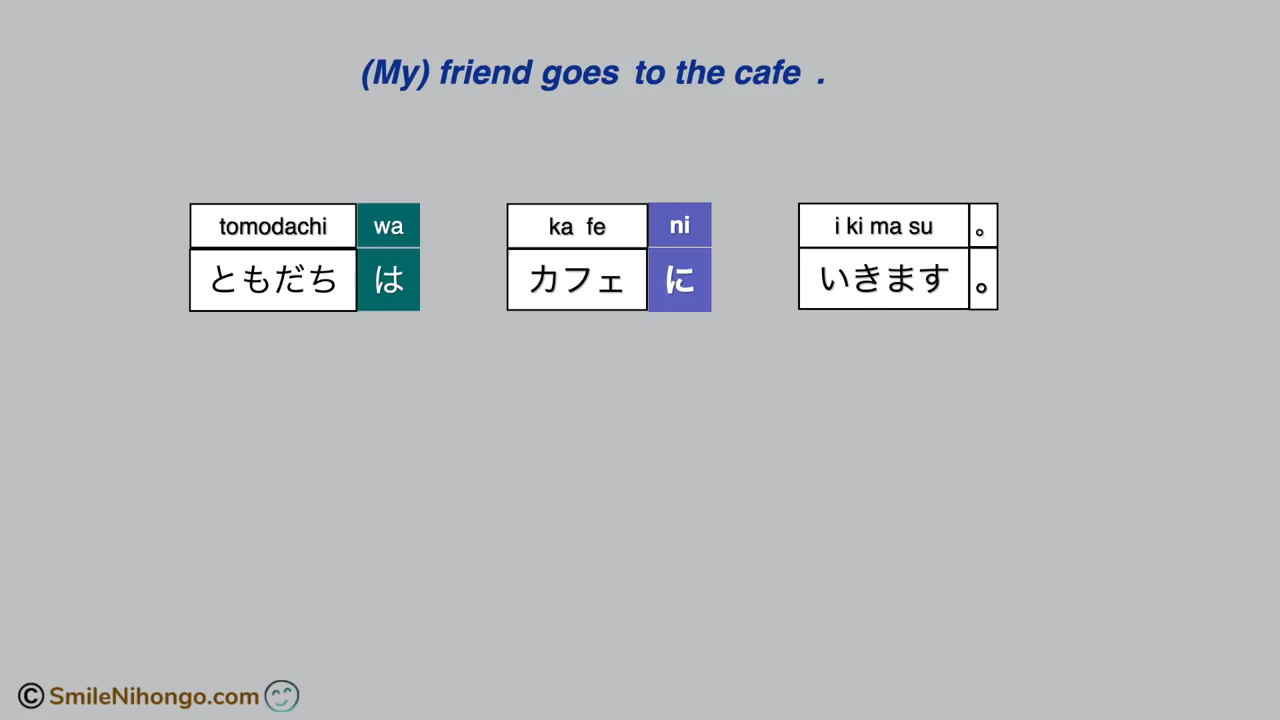 (My) friend goes to the cafe .
tomodachi wa ka fe ni i ki ma su 。
ともだち は カフェ に いきます 。
© SmileNihongo.com